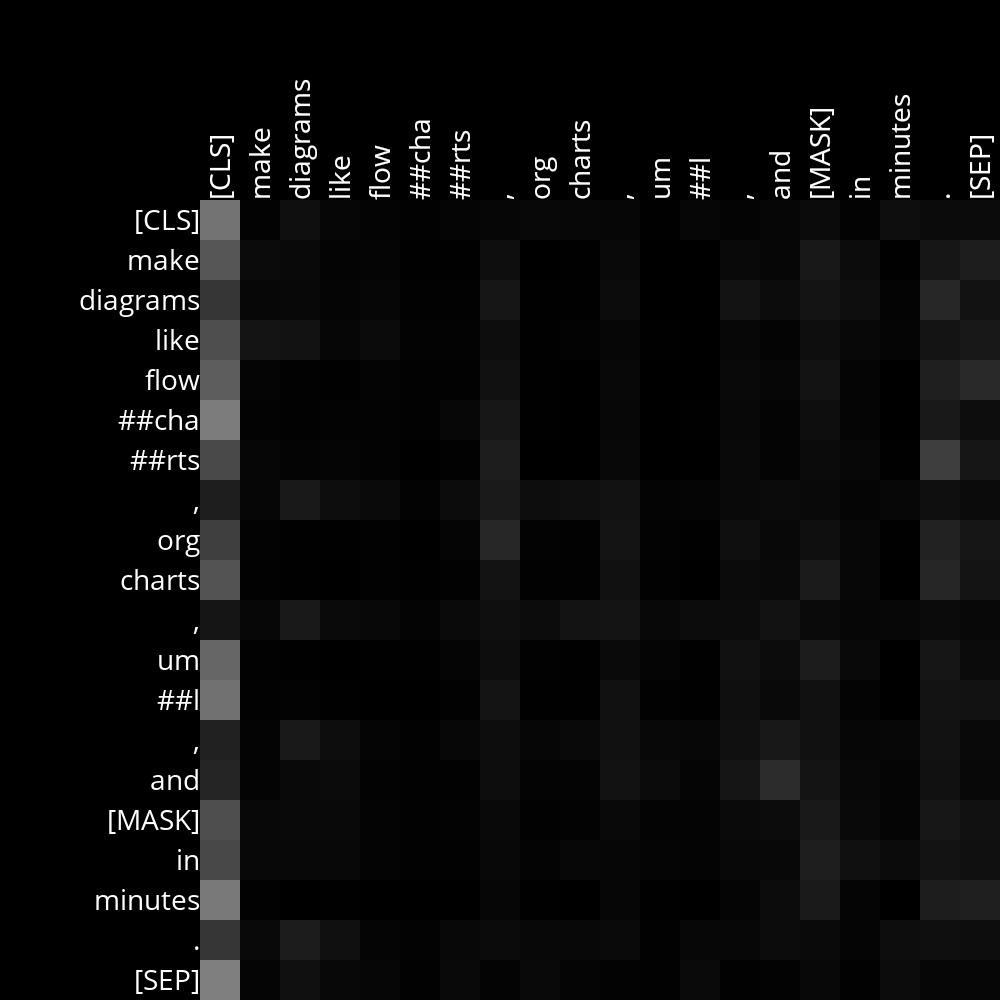 [CLS] make diagrams like flow ##cha ##rts , org charts , um ##l , and [MASK] in minutes . [SEP]
[CLS]
make
diagrams
like
flow
##cha
##rts
,
org
charts
,
um
##l
,
and
[MASK]
in
minutes
.
[SEP]